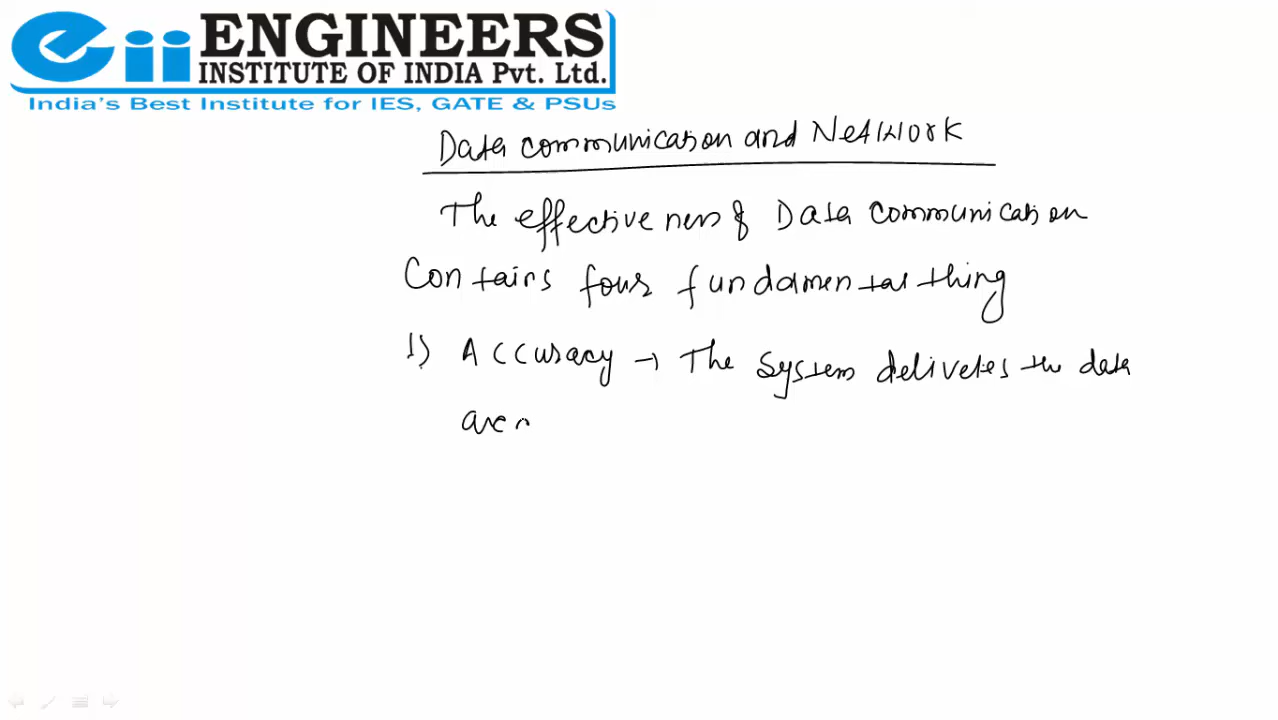 eii ENGINEERS
INSTITUTE OF INDIA Pvt. Ltd.
India's Best Institute for IES, GATE & PSUs
Data communication and Network
The effectiveness of Data communication
Contains four fundamental thing
1) Accuracy → The system delivers the data